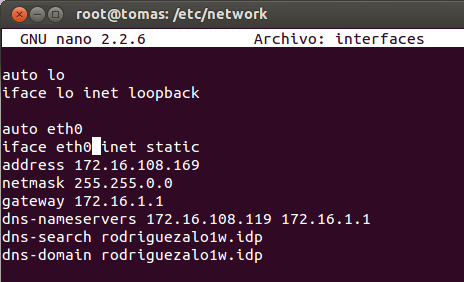 root@tomas: /etc/network
GNU nano 2.2.6 Archivo: interfaces
auto lo
iface lo inet loopback
auto eth0
iface eth0 inet static
address 172.16.108.169
netmask 255.255.0.0
gateway 172.16.1.1
dns-nameservers 172.16.108.119 172.16.1.1
dns-search rodriguezalo1w.idp
dns-domain rodriguezalo1w.idp